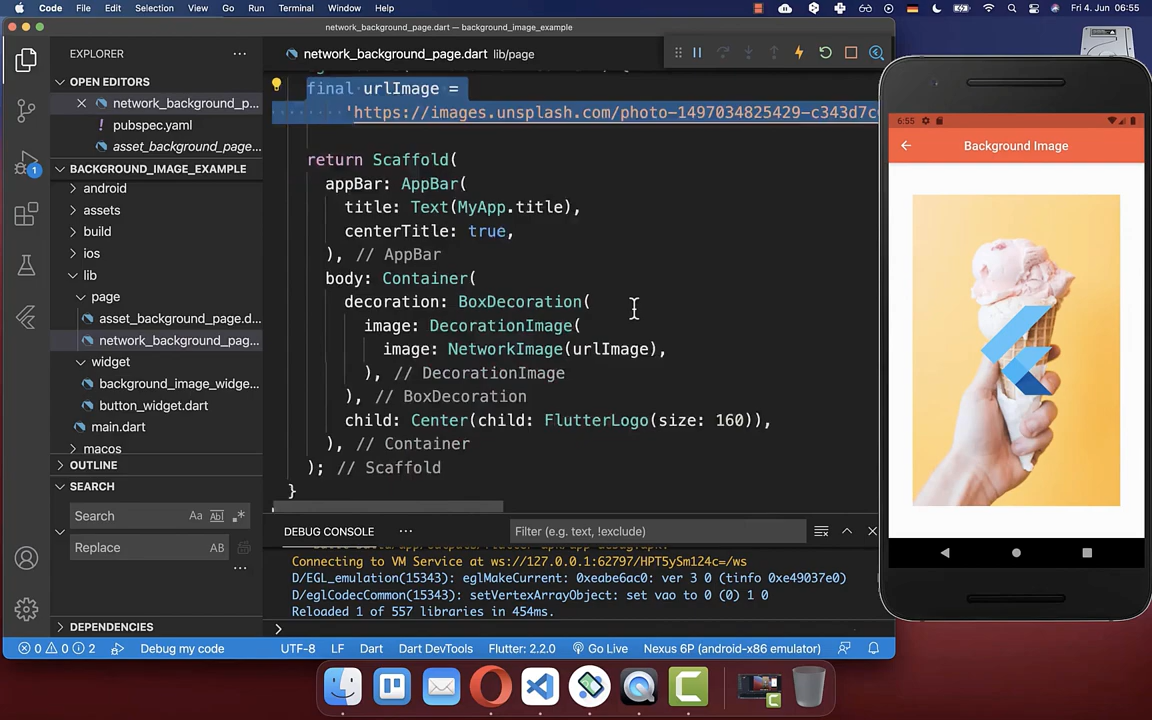 Code File Edit Selection View Go Run Terminal Window Help
Fri 4. Jun 06:55
network_background_page.dart — background_image_example
EXPLORER
OPEN EDITORS
network_background_p...
pubspec.yaml
asset_background_page...
BACKGROUND_IMAGE_EXAMPLE
android
assets
build
ios
lib
page
asset_background_page.d...
network_background_pag...
widget
background_image_widge...
button_widget.dart
main.dart
macos
OUTLINE
SEARCH
Search
Aa Abl .*
Replace
AB
DEPENDENCIES
1
network_background_page.dart lib/page
final urlImage =
'https://images.unsplash.com/photo-1497034825429-c343d7c
return Scaffold(
appBar: AppBar(
title: Text(MyApp.title),
centerTitle: true,
), // AppBar
body: Container(
decoration: BoxDecoration(
image: DecorationImage(
image: NetworkImage(urlImage),
), // DecorationImage
), // BoxDecoration
child: Center(child: FlutterLogo(size: 160)),
), // Container
); // Scaffold
}
DEBUG CONSOLE
Filter (e.g. text, !exclude)
Connecting to VM Service at ws://127.0.0.1:62797/HPT5ySm124c=/ws
D/EGL_emulation(15343): eglMakeCurrent: 0xeabe6ac0: ver 3 0 (tinfo 0xe49037e0)
D/eglCodecCommon(15343): setVertexArrayObject: set vao to 0 (0) 1 0
Reloaded 1 of 557 libraries in 454ms.
0 0 2 Debug my code UTF-8 LF Dart Dart DevTools Flutter: 2.2.0 Go Live Nexus 6P (android-x86 emulator)
6:55
Background Image